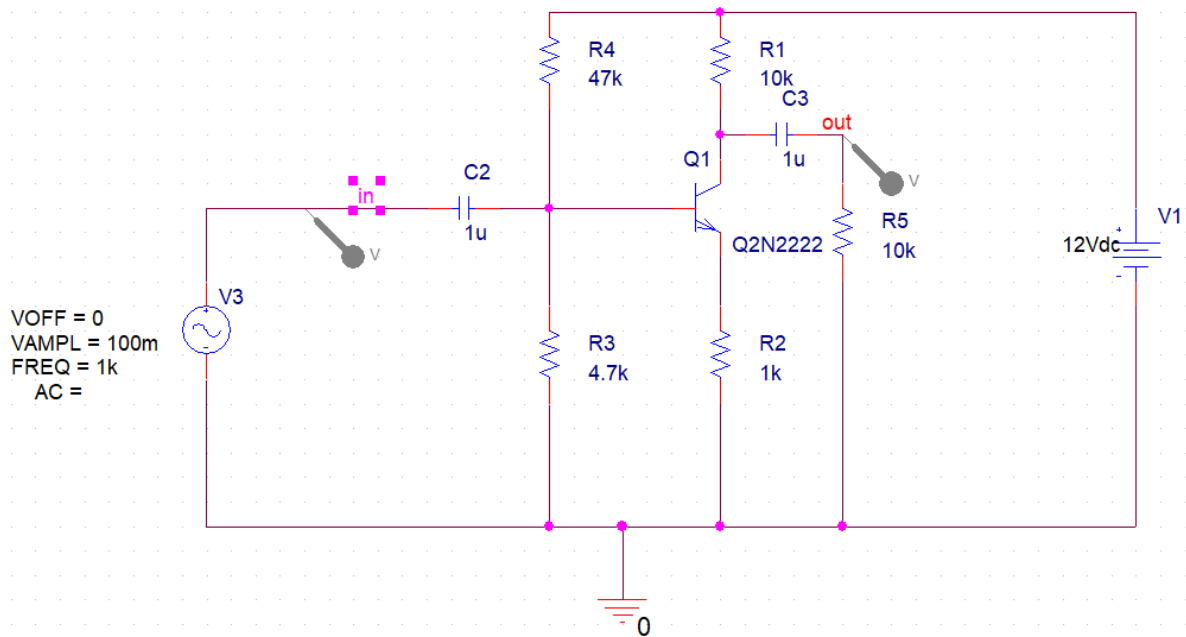 R4
47k
R1
10k
C3
1u
out
V
Q1
Q2N2222
C2
1u
in
V
R5
10k
V1
12Vdc
+
-
V3
+
-
VOFF = 0
VAMPL = 100m
FREQ = 1k
AC =
R3
4.7k
R2
1k
0